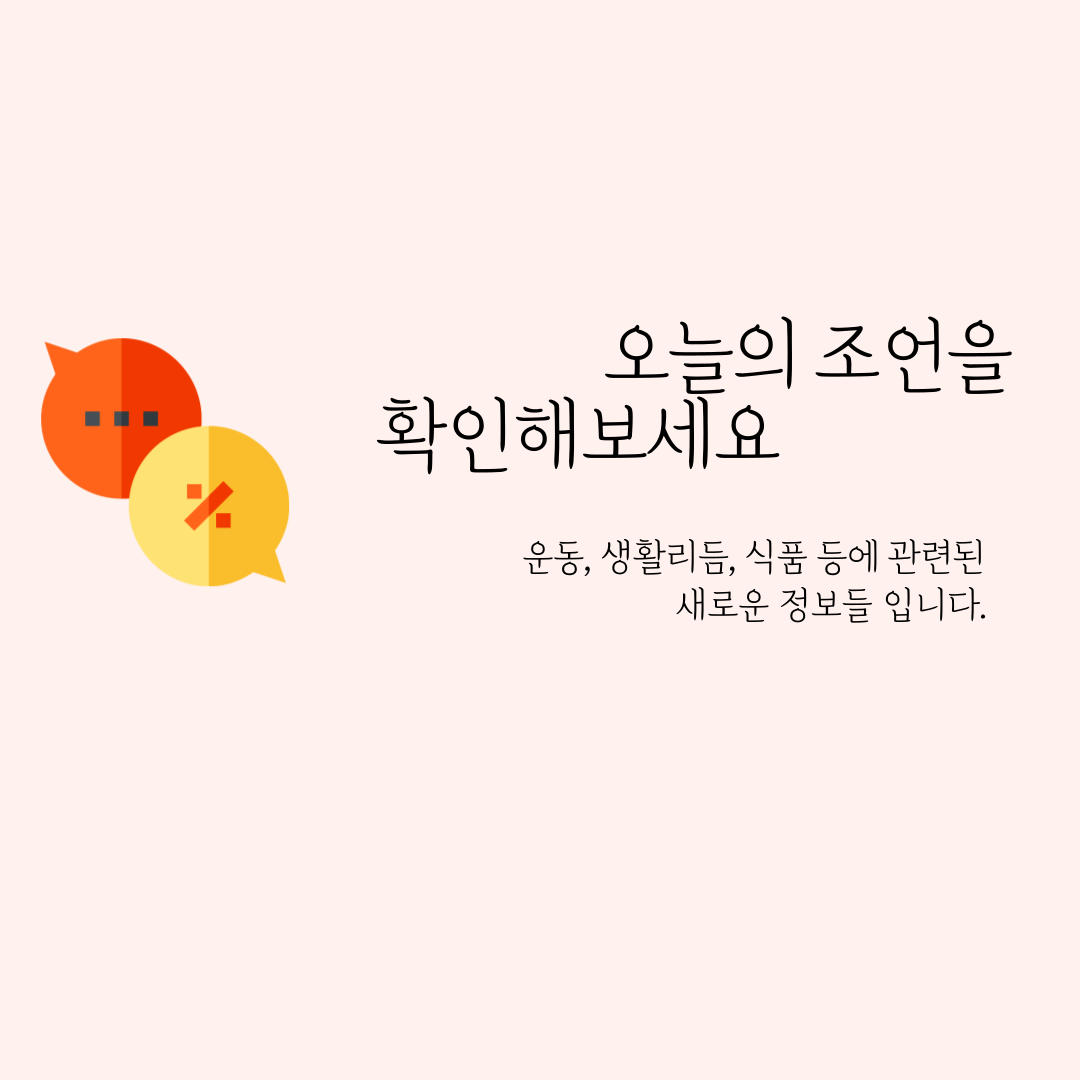 오늘의 조언을
확인해보세요
운동, 생활리듬, 식품 등에 관련된
새로운 정보들 입니다.